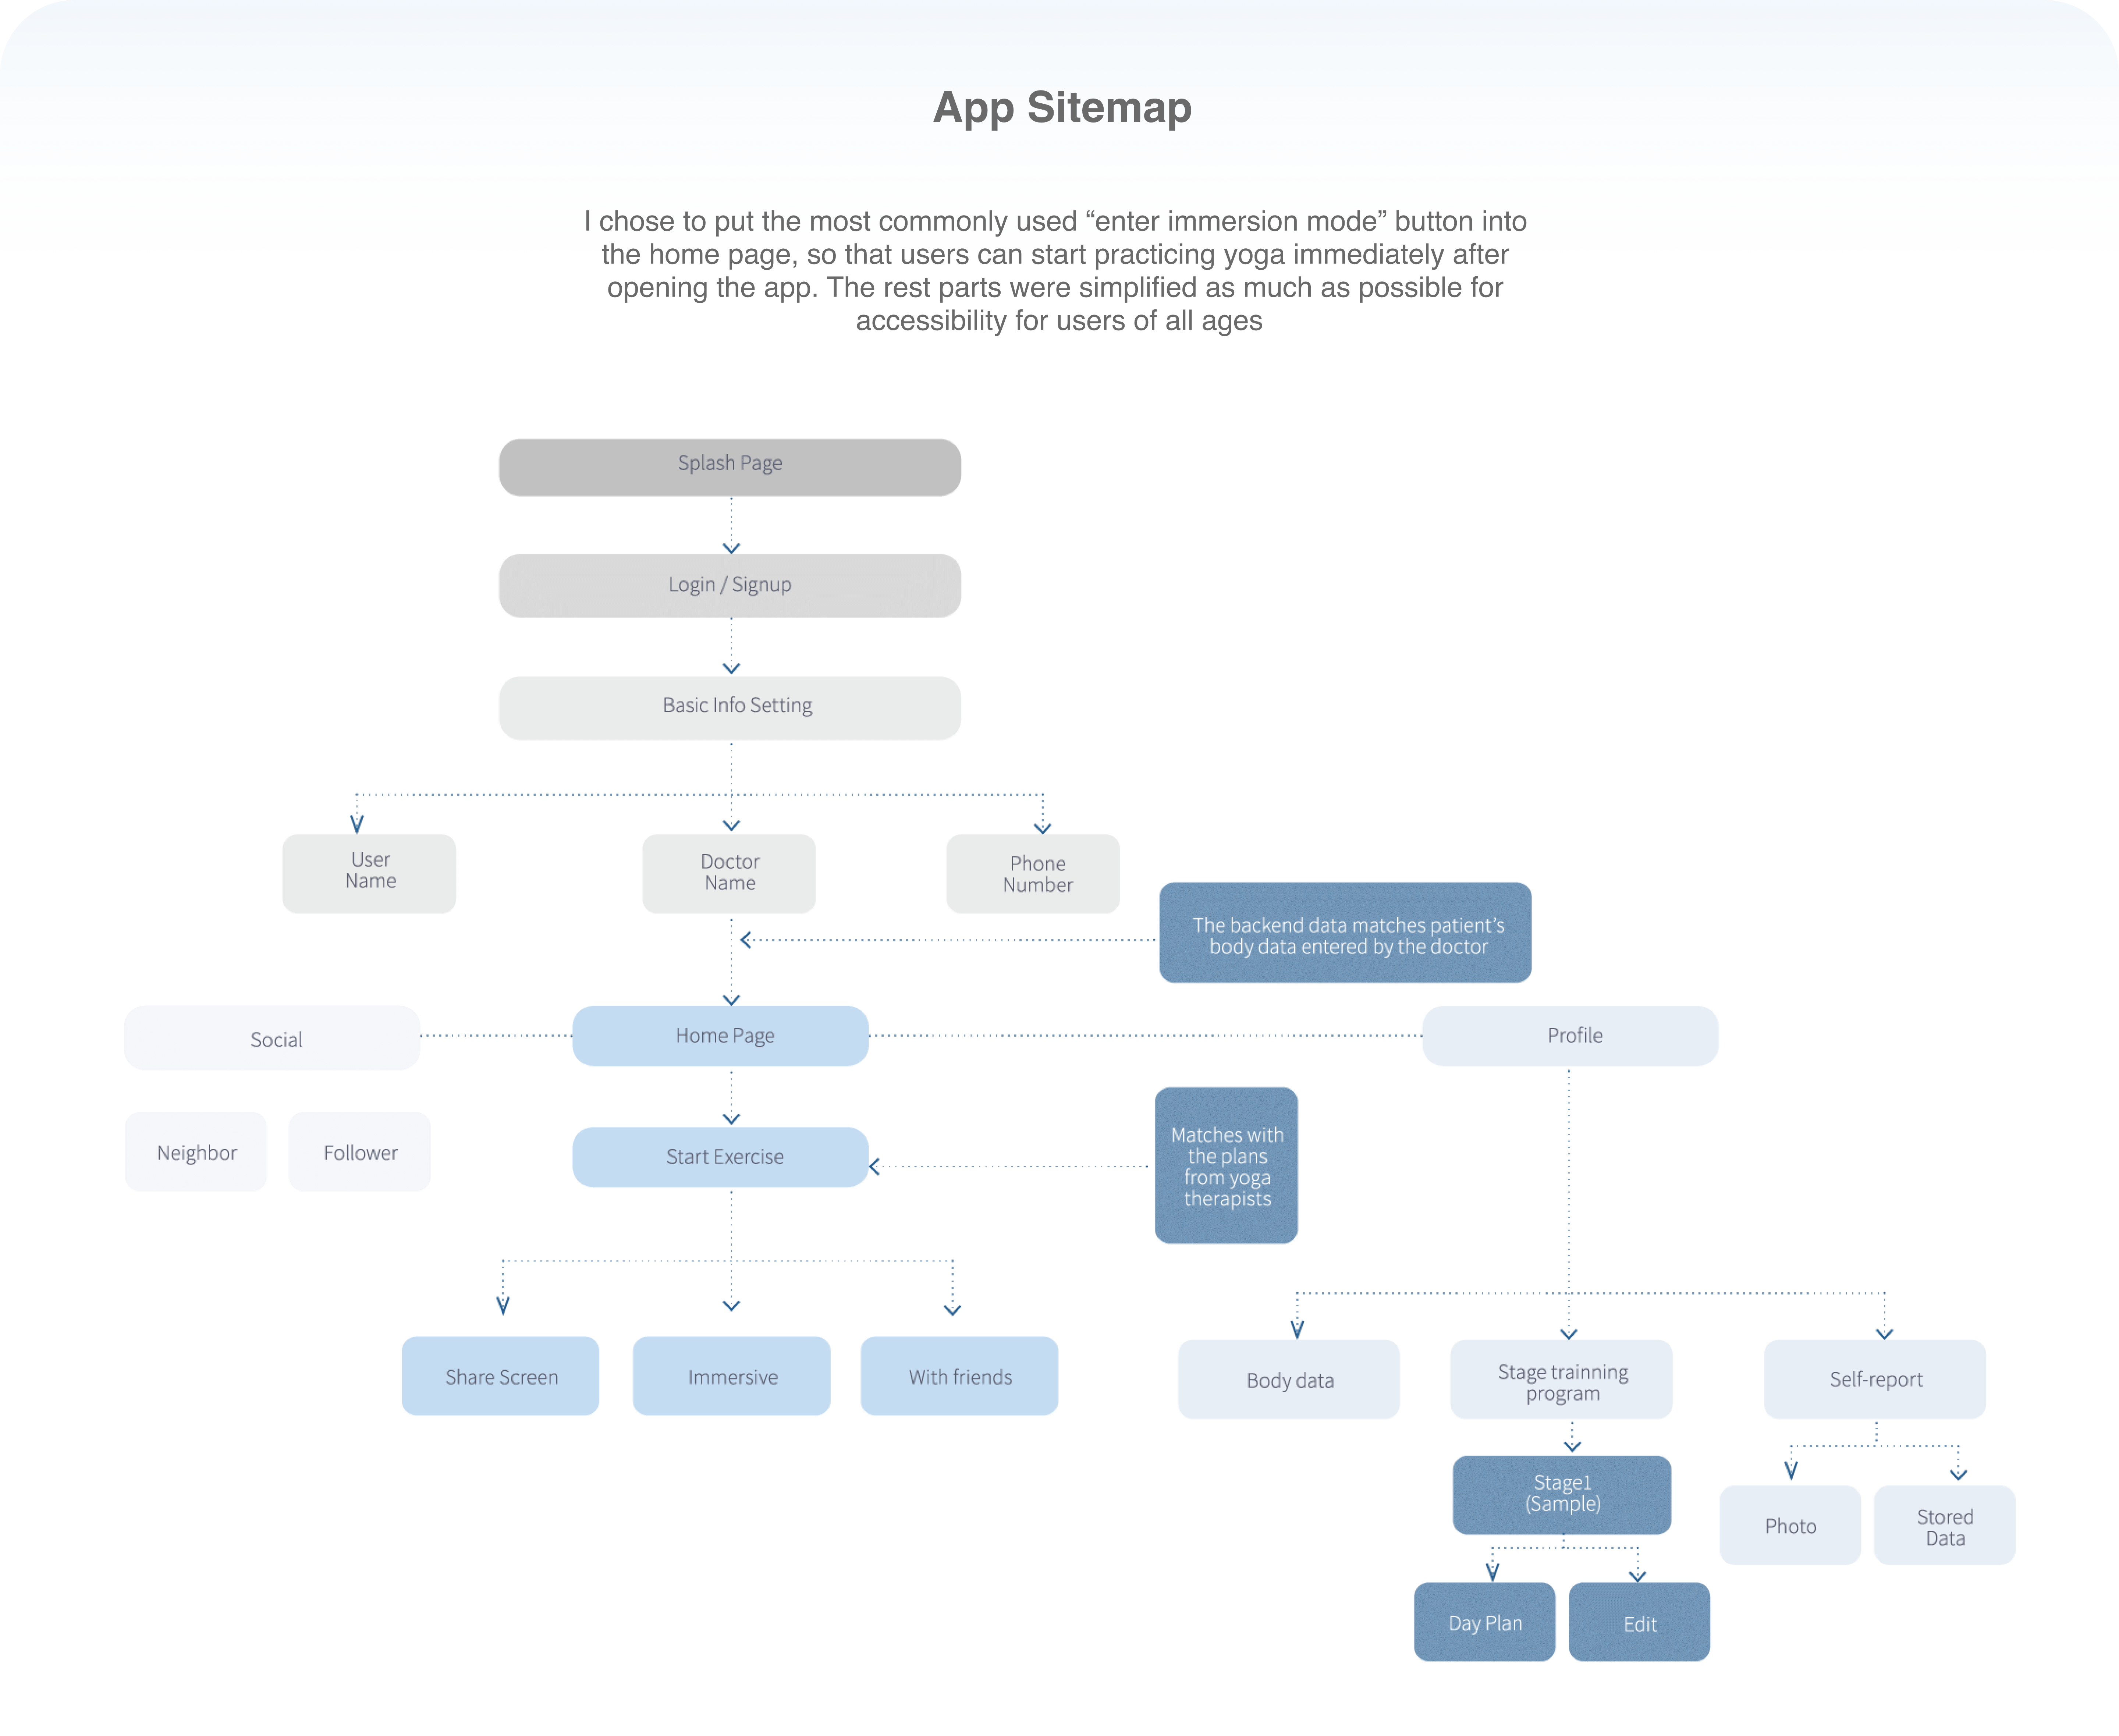 App Sitemap
I chose to put the most commonly used “enter immersion mode” button into
the home page, so that users can start practicing yoga immediately after
opening the app. The rest parts were simplified as much as possible for
accessibility for users of all ages
Splash Page
Login / Signup
Basic Info Setting
User
Name
Doctor
Name
Phone
Number
The backend data matches patient’s
body data entered by the doctor
Social
Home Page
Profile
Neighbor
Follower
Start Exercise
Matches with
the plans
from yoga
therapists
Share Screen
Immersive
With friends
Body data
Stage trainning
program
Self-report
Stage1
(Sample)
Photo
Stored
Data
Day Plan
Edit